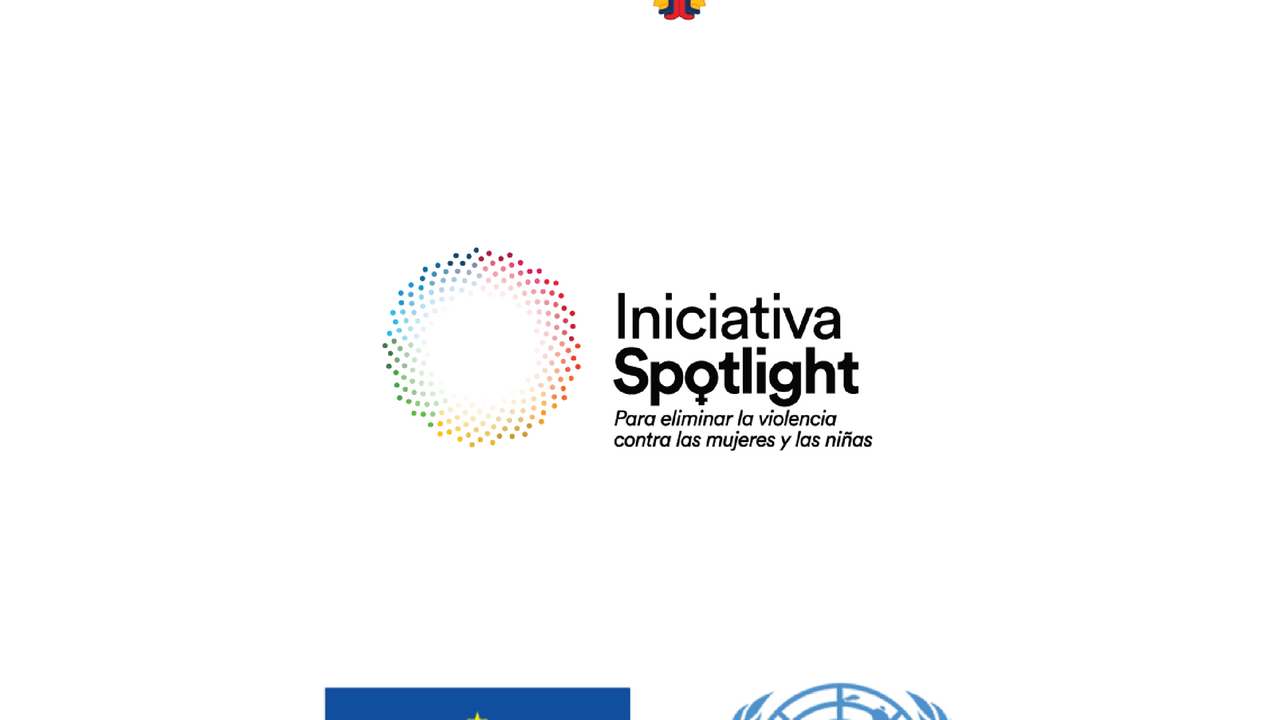 Iniciativa
Spotlight
Para eliminar la violencia
contra las mujeres y las niñas